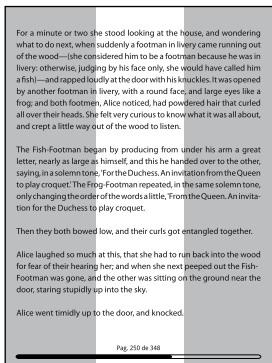 For a minute or two she stood looking at the house, and wondering
what to do next, when suddenly a footman in livery came running out
of the wood—(she considered him to be a footman because he was in
livery: otherwise, judging by his face only, she would have called him
a fish)—and rapped loudly at the door with his knuckles. It was opened
by another footman in livery, with a round face, and large eyes like a
frog; and both footmen, Alice noticed, had powdered hair that curled
all over their heads. She felt very curious to know what it was all about,
and crept a little way out of the wood to listen.
The Fish-Footman began by producing from under his arm a great
letter, nearly as large as himself, and this he handed over to the other,
saying, in a solemn tone, ‘For the Duchess. An invitation from the Queen
to play croquet.’ The Frog-Footman repeated, in the same solemn tone,
only changing the order of the words a little, ‘From the Queen. An invita-
tion for the Duchess to play croquet.
Then they both bowed low, and their curls got entangled together.
Alice laughed so much at this, that she had to run back into the wood
for fear of their hearing her; and when she next peeped out the Fish-
Footman was gone, and the other was sitting on the ground near the
door, staring stupidly up into the sky.
Alice went timidly up to the door, and knocked.
Pag. 250 de 348